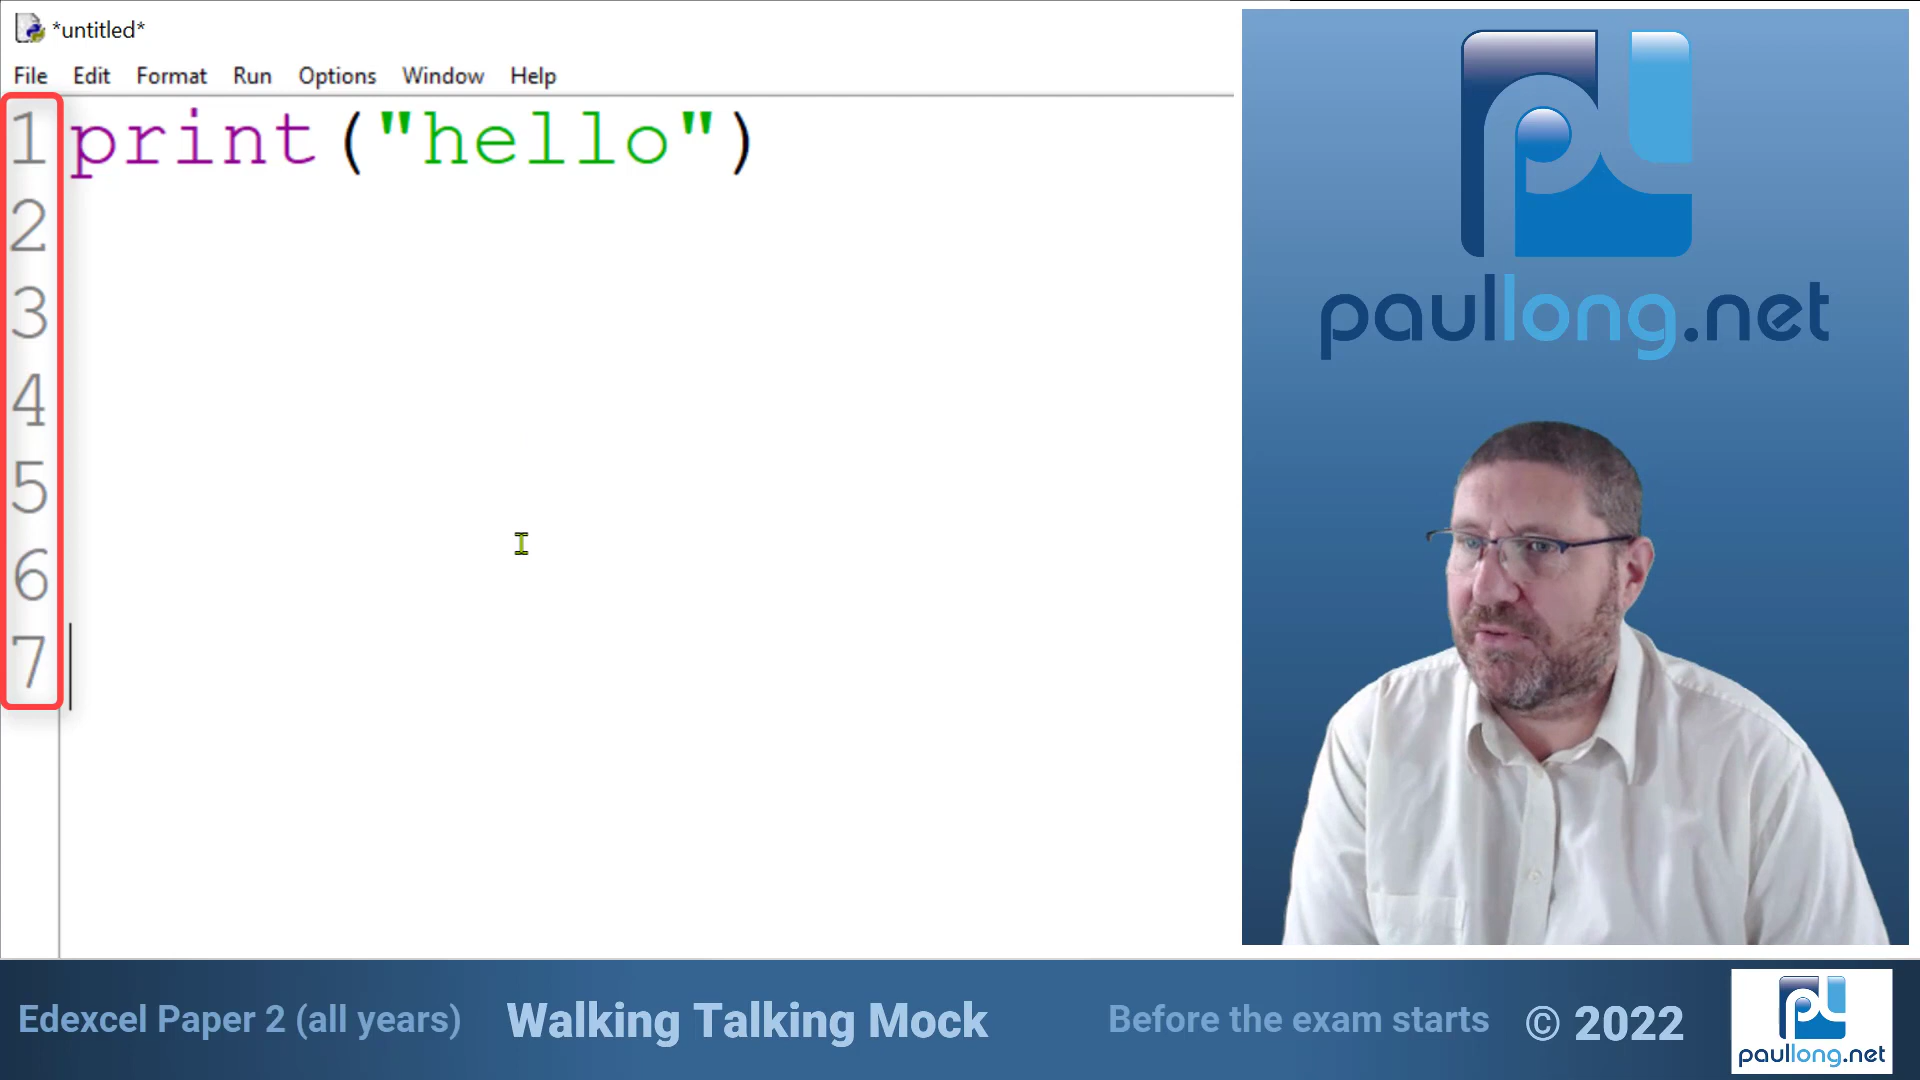 *untitled*
File Edit Format Run Options Window Help
1 print("hello")
2
3
4
5
6
7
paullong.net
Edexcel Paper 2 (all years) Walking Talking Mock Before the exam starts © 2022
paullong.net